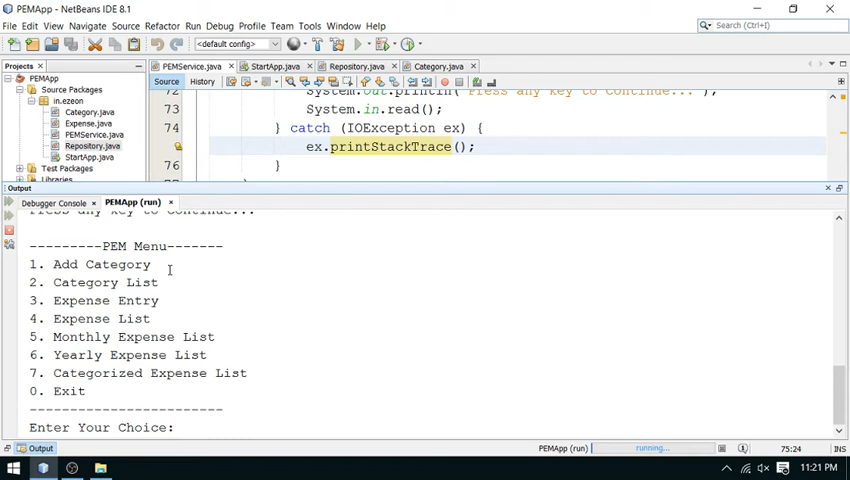 PEMApp - NetBeans IDE 8.1
File Edit View Navigate Source Refactor Run Debug Profile Team Tools Window Help
Search (Ctrl+I)
<default config>
Projects
PEMService.java
StartApp.java
Repository.java
Category.java
PEMApp
Source Packages
in.ezeon
Category.java
Expense.java
PEMService.java
Repository.java
StartApp.java
Test Packages
Libraries
Source History
72 System.out.println("Press any key to continue...");
73 System.in.read();
74 } catch (IOException ex) {
ex.printStackTrace();
76 }
Output
Debugger Console
PEMApp (run)
Press any key to continue...
---------PEM Menu-------
1. Add Category
2. Category List
3. Expense Entry
4. Expense List
5. Monthly Expense List
6. Yearly Expense List
7. Categorized Expense List
0. Exit
------------------------
Enter Your Choice:
Output
PEMApp (run)
running...
75:24
INS
11:21 PM